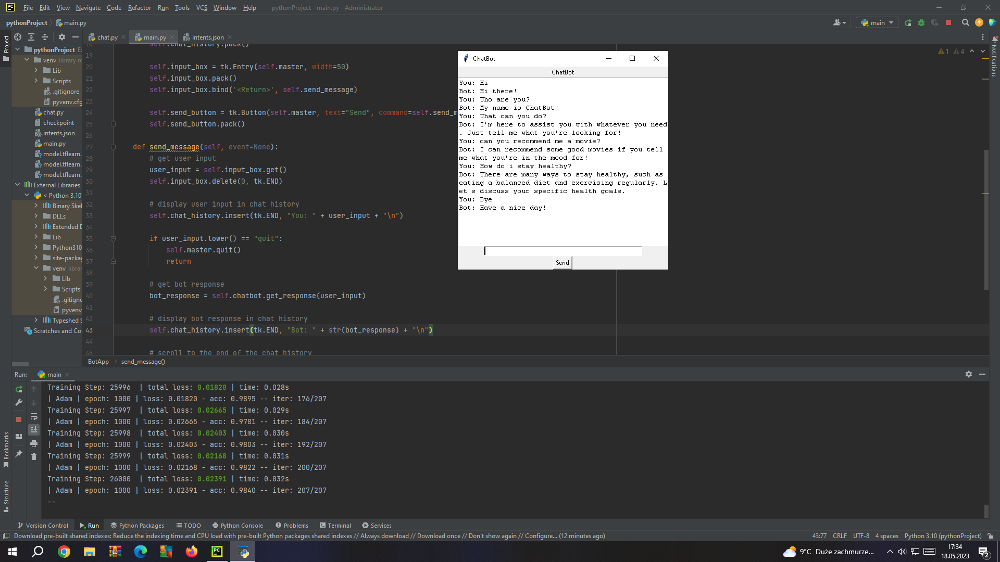 File Edit View Navigate Code Refactor Run Tools VCS Window Help pythonProject - main.py - Administrator
pythonProject main.py
main
Project
chat.py main.py intents.json
Notifications
pythonProject
venv library ro
Lib
Scripts
.gitignore
pyvenv.cfg
chat.py
checkpoint
intents.json
main.py
model.tflearn.
model.tflearn.
model.tflearn.
External Libraries
< Python 3.10
Binary Skel
DLLs
Extended D
Lib
Python310
site-packag
venv librar
Lib
Scripts
.gitigno
pyvenv
Typeshed S
Scratches and Con
18 self.chat_history.pack()
19
20 self.input_box = tk.Entry(self.master, width=50)
21 self.input_box.pack()
22 self.input_box.bind('<Return>', self.send_message)
23
24 self.send_button = tk.Button(self.master, text="Send", command=self.send_m
25 self.send_button.pack()
26
27 def send_message(self, event=None):
28 # get user input
29 user_input = self.input_box.get()
30 self.input_box.delete(0, tk.END)
31
32 # display user input in chat history
33 self.chat_history.insert(tk.END, "You: " + user_input + "\n")
34
35 if user_input.lower() == "quit":
36 self.master.quit()
37 return
38
39 # get bot response
40 bot_response = self.chatbot.get_response(user_input)
41
42 # display bot response in chat history
43 self.chat_history.insert(tk.END, "Bot: " + str(bot_response) + "\n")
44
45 # scroll to the end of the chat history
1 4
ChatBot
ChatBot
You: Hi
Bot: Hi there!
You: Who are you?
Bot: My name is ChatBot!
You: What can you do?
Bot: I'm here to assist you with whatever you need
. Just tell me what you're looking for!
You: can you recommend me a movie?
Bot: I can recommend some good movies if you tell
me what you're in the mood for!
You: How do i stay healthy?
Bot: There are many ways to stay healthy, such as
eating a balanced diet and exercising regularly. L
et's discuss your specific health goals.
You: Bye
Bot: Have a nice day!
Send
BotApp send_message()
Run: main
Training Step: 25996 | total loss: 0.01820 | time: 0.028s
| Adam | epoch: 1000 | loss: 0.01820 - acc: 0.9895 -- iter: 176/207
Training Step: 25997 | total loss: 0.02665 | time: 0.029s
| Adam | epoch: 1000 | loss: 0.02665 - acc: 0.9781 -- iter: 184/207
Training Step: 25998 | total loss: 0.02403 | time: 0.030s
| Adam | epoch: 1000 | loss: 0.02403 - acc: 0.9803 -- iter: 192/207
Training Step: 25999 | total loss: 0.02168 | time: 0.031s
| Adam | epoch: 1000 | loss: 0.02168 - acc: 0.9822 -- iter: 200/207
Training Step: 26000 | total loss: 0.02391 | time: 0.032s
| Adam | epoch: 1000 | loss: 0.02391 - acc: 0.9840 -- iter: 207/207
--
Bookmarks
Structure
Version Control Run Python Packages TODO Python Console Problems Terminal Services
Download pre-built shared indexes: Reduce the indexing time and CPU load with pre-built Python packages shared indexes // Always download // Download once // Don't show again // Configure... (12 minutes ago) 43:77 CRLF UTF-8 4 spaces Python 3.10 (pythonProject)
9°C Duże zachmurze... 17:34
18.05.2023
2